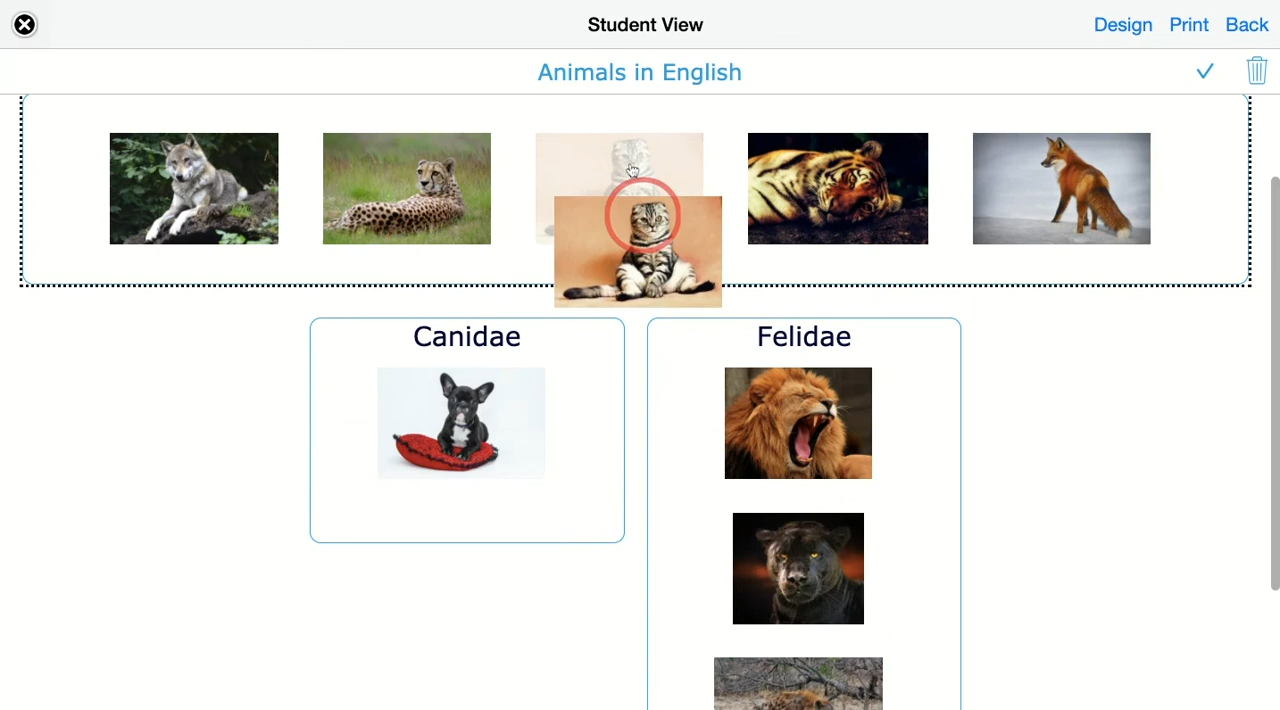 Student View
Design Print Back
Animals in English
Canidae
Felidae